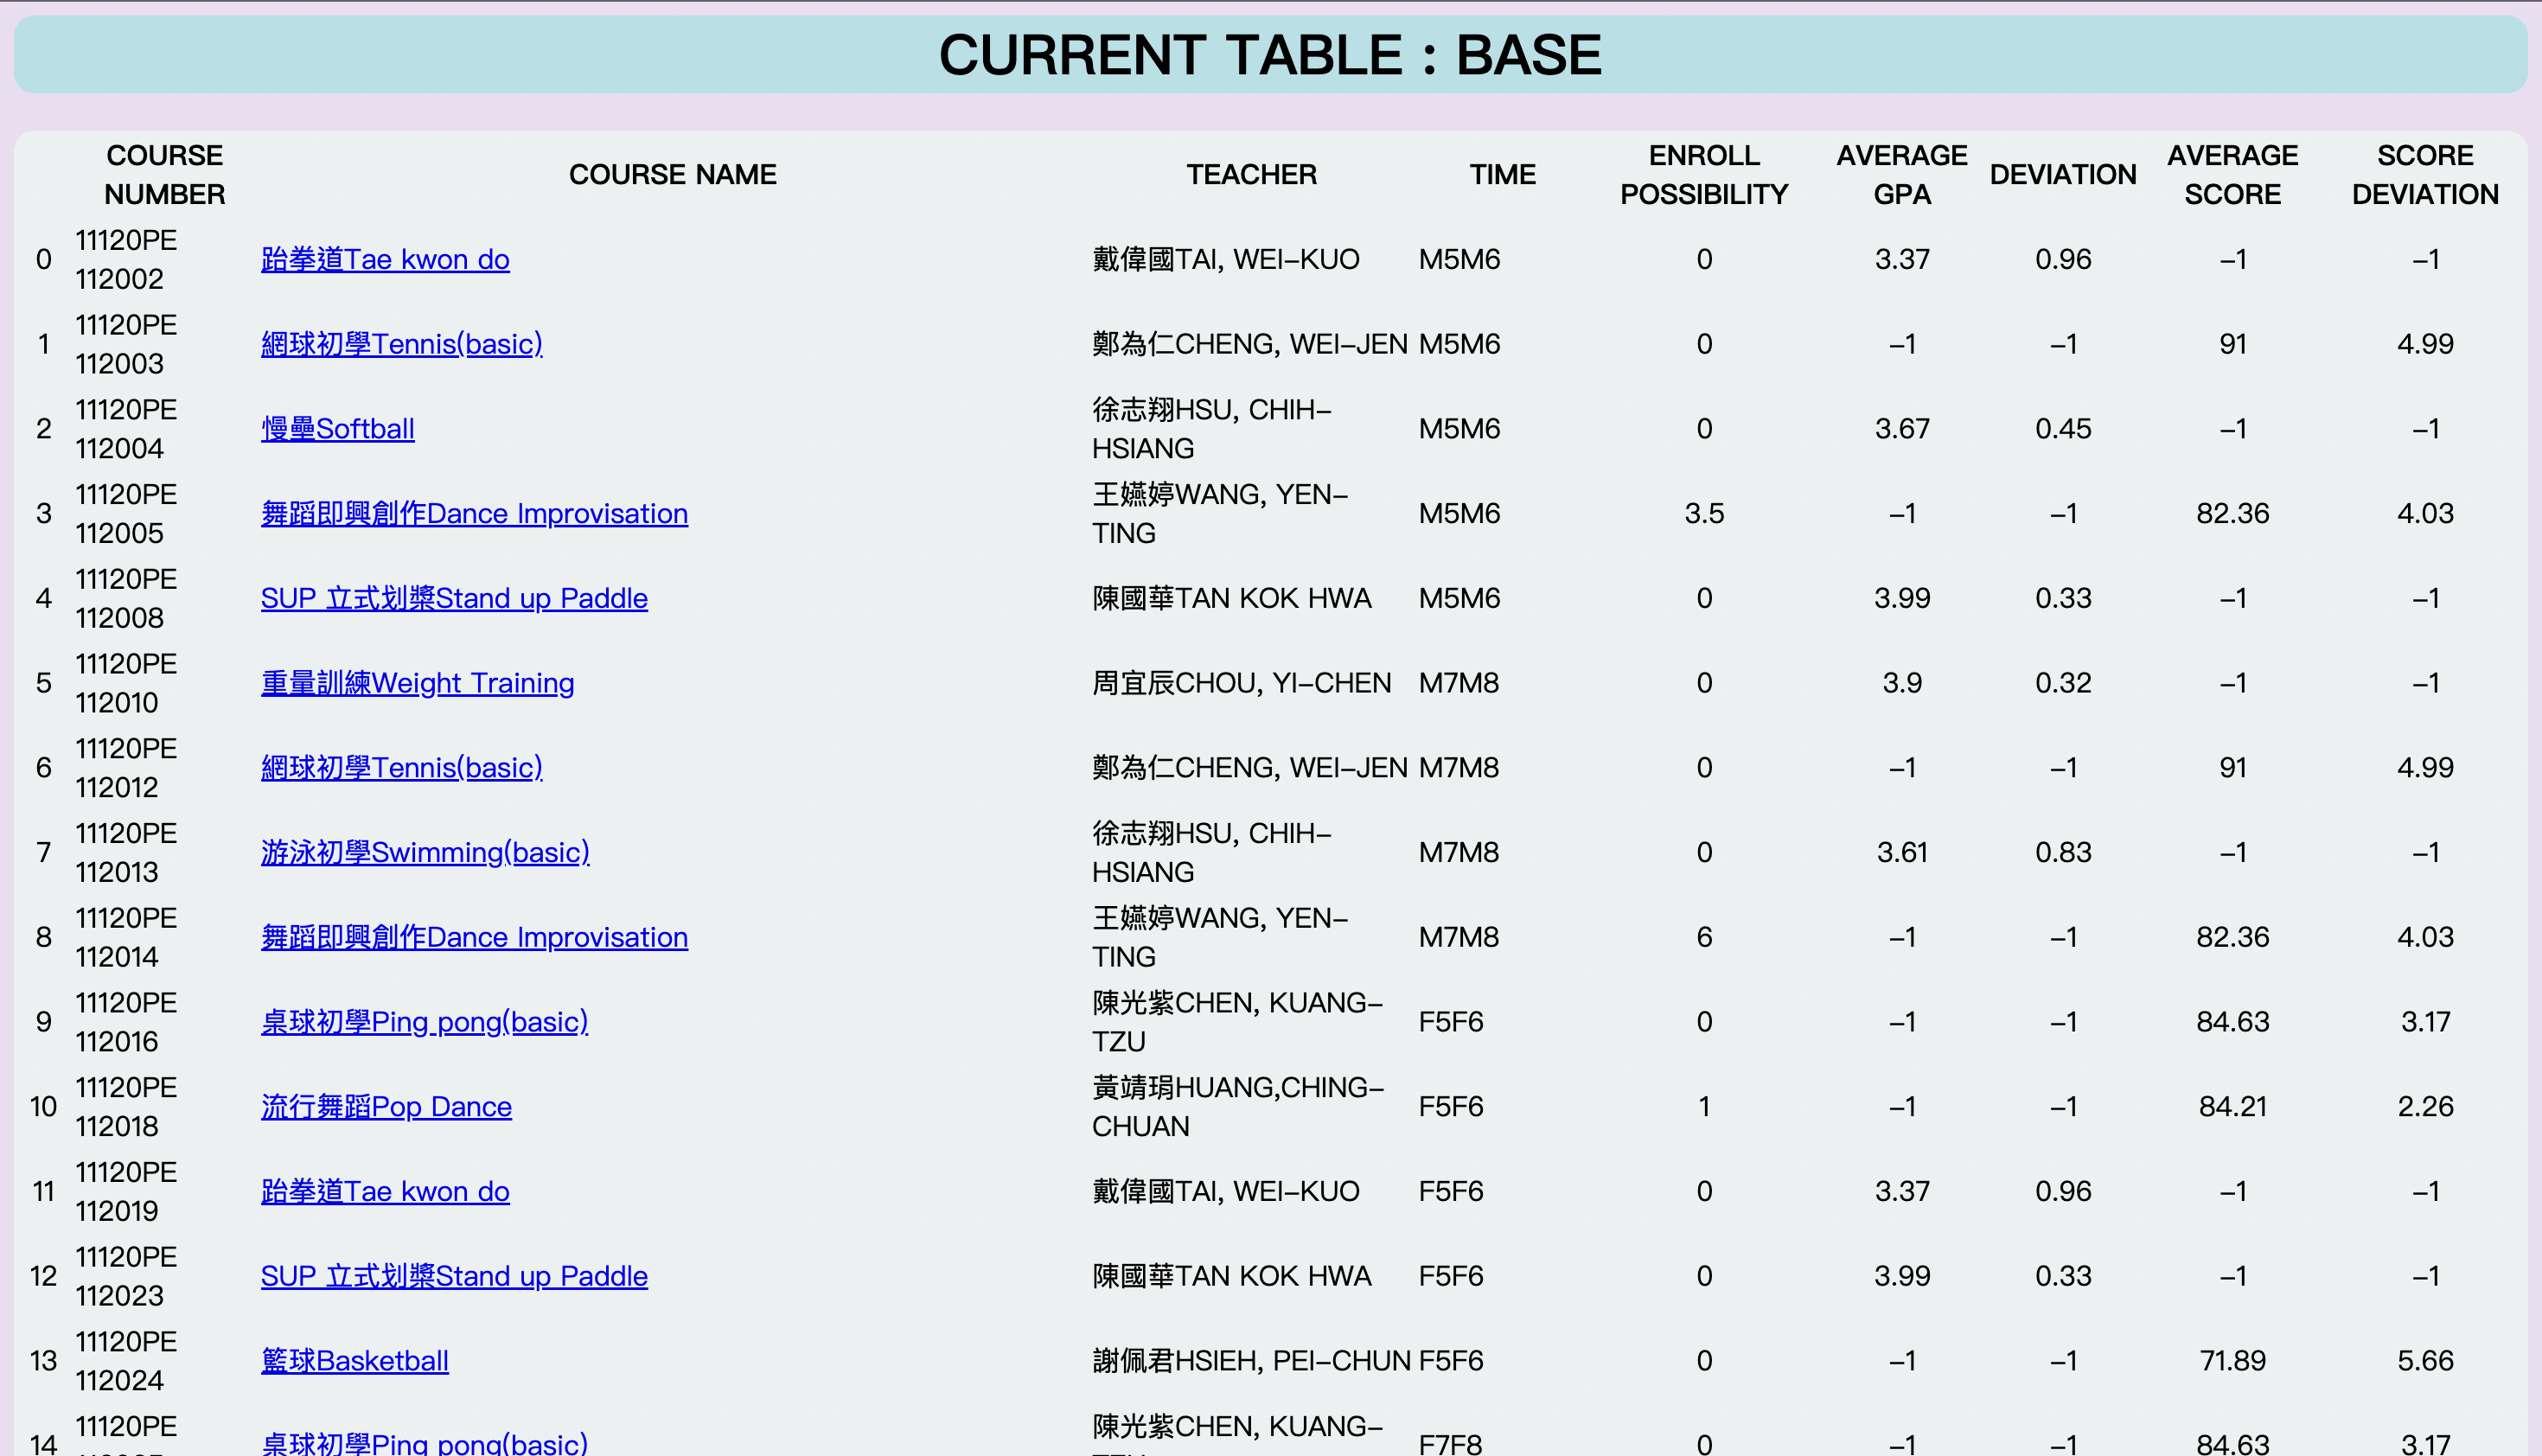 CURRENT TABLE : BASE
COURSE NUMBER COURSE NAME TEACHER TIME ENROLL POSSIBILITY AVERAGE GPA DEVIATION AVERAGE SCORE SCORE DEVIATION
0 11120PE 112002 跆拳道Tae kwon do 戴偉國TAI, WEI-KUO M5M6 0 3.37 0.96 -1 -1
1 11120PE 112003 網球初學Tennis(basic) 鄭為仁CHENG, WEI-JEN M5M6 0 -1 -1 91 4.99
2 11120PE 112004 慢壘Softball 徐志翔HSU, CHIH-HSIANG M5M6 0 3.67 0.45 -1 -1
3 11120PE 112005 舞蹈即興創作Dance Improvisation 王嬿婷WANG, YEN-TING M5M6 3.5 -1 -1 82.36 4.03
4 11120PE 112008 SUP 立式划槳Stand up Paddle 陳國華TAN KOK HWA M5M6 0 3.99 0.33 -1 -1
5 11120PE 112010 重量訓練Weight Training 周宜辰CHOU, YI-CHEN M7M8 0 3.9 0.32 -1 -1
6 11120PE 112012 網球初學Tennis(basic) 鄭為仁CHENG, WEI-JEN M7M8 0 -1 -1 91 4.99
7 11120PE 112013 游泳初學Swimming(basic) 徐志翔HSU, CHIH-HSIANG M7M8 0 3.61 0.83 -1 -1
8 11120PE 112014 舞蹈即興創作Dance Improvisation 王嬿婷WANG, YEN-TING M7M8 6 -1 -1 82.36 4.03
9 11120PE 112016 桌球初學Ping pong(basic) 陳光紫CHEN, KUANG-TZU F5F6 0 -1 -1 84.63 3.17
10 11120PE 112018 流行舞蹈Pop Dance 黃靖琄HUANG,CHING-CHUAN F5F6 1 -1 -1 84.21 2.26
11 11120PE 112019 跆拳道Tae kwon do 戴偉國TAI, WEI-KUO F5F6 0 3.37 0.96 -1 -1
12 11120PE 112023 SUP 立式划槳Stand up Paddle 陳國華TAN KOK HWA F5F6 0 3.99 0.33 -1 -1
13 11120PE 112024 籃球Basketball 謝佩君HSIEH, PEI-CHUN F5F6 0 -1 -1 71.89 5.66
14 11120PE 桌球初學Ping pong(basic) 陳光紫CHEN, KUANG- F7F8 0 -1 -1 84.63 3.17